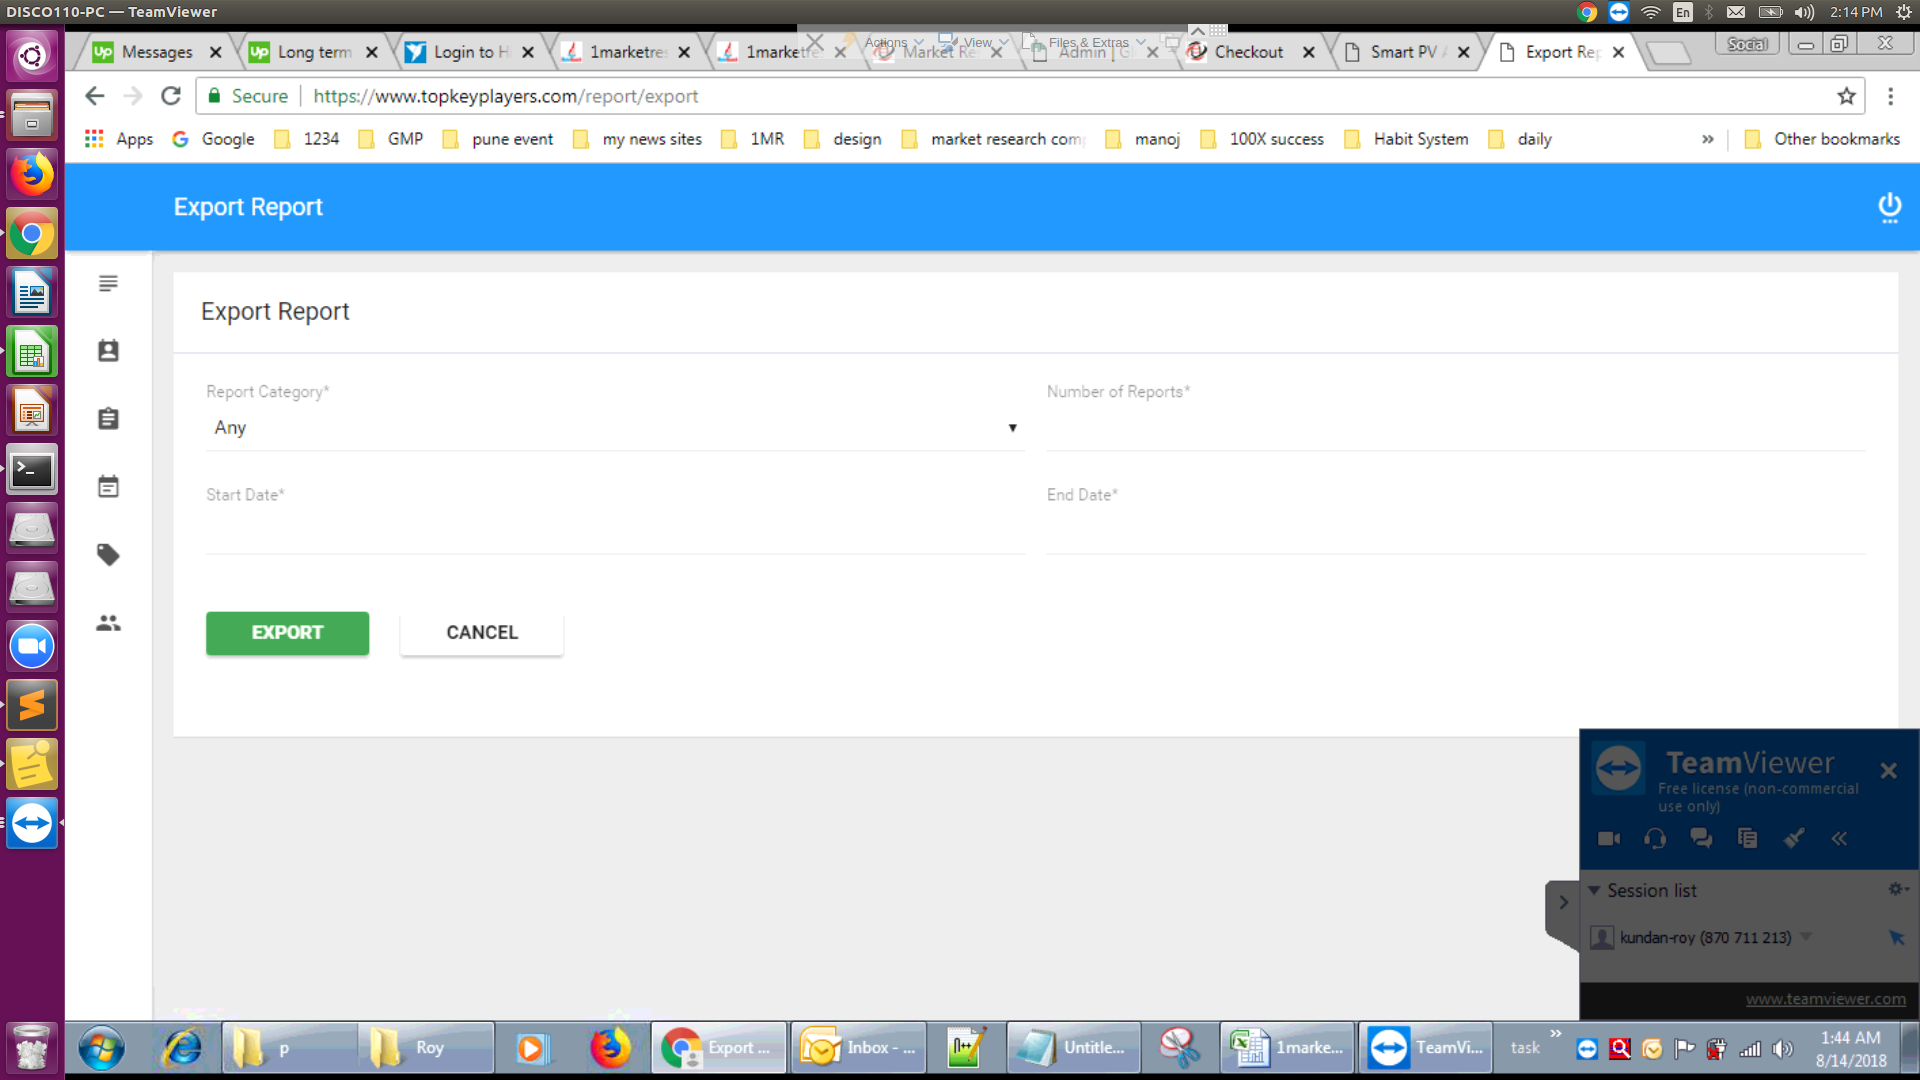 DISCO110-PC — TeamViewer
En
2:14 PM
Up Messages
Up Long term
Login to H
1marketres
1marketre
Market Re
Admin | G
Checkout
Smart PV
Export Rep
Social
Actions
View
Files & Extras
Secure
https://www.topkeyplayers.com/report/export
Apps
Google
1234
GMP
pune event
my news sites
1MR
design
market research com
manoj
100X success
Habit System
daily
»
Other bookmarks
Export Report
Export Report
Report Category*
Number of Reports*
Any
Start Date*
End Date*
EXPORT
CANCEL
TeamViewer
Free license (non-commercial
use only)
Session list
kundan-roy (870 711 213)
www.teamviewer.com
p
Roy
Export ...
Inbox - ...
Untitle...
1marke...
TeamVi...
task
»
1:44 AM
8/14/2018